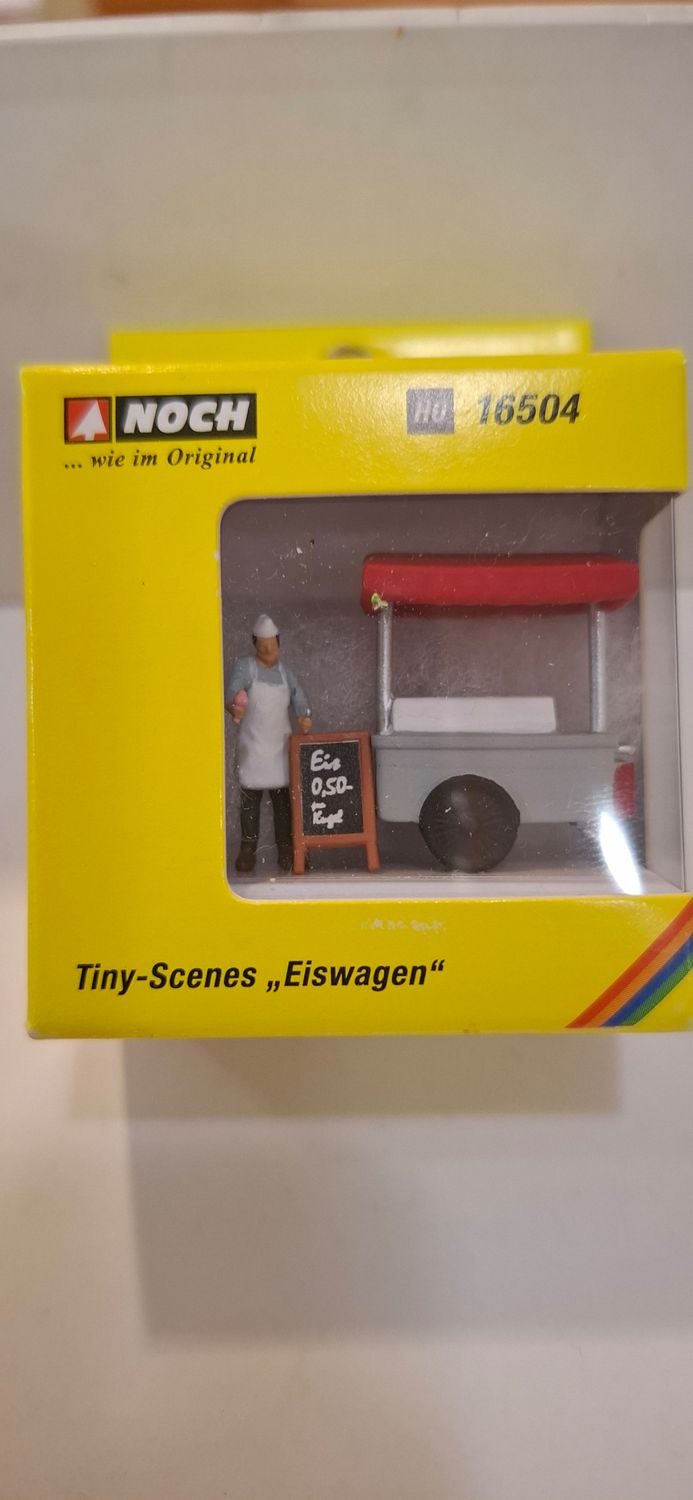 NOCH
... wie im Original
H0 16504
Eis
0,50-
Tiny-Scenes „Eiswagen“